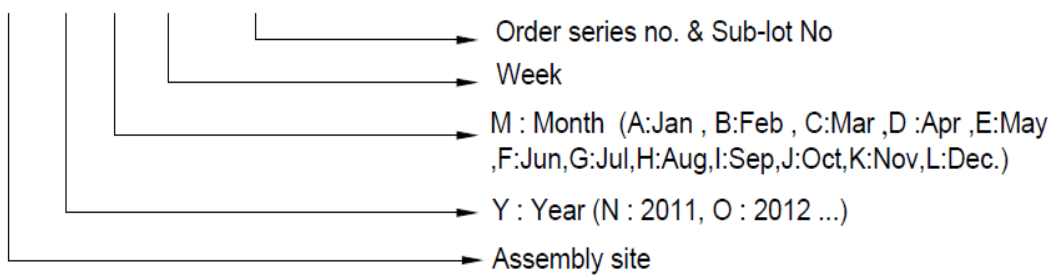 Order series no. & Sub-lot No
Week
M : Month (A:Jan , B:Feb , C:Mar ,D :Apr ,E:May
,F:Jun,G:Jul,H:Aug,I:Sep,J:Oct,K:Nov,L:Dec.)
Y : Year (N : 2011, O : 2012 ...)
Assembly site